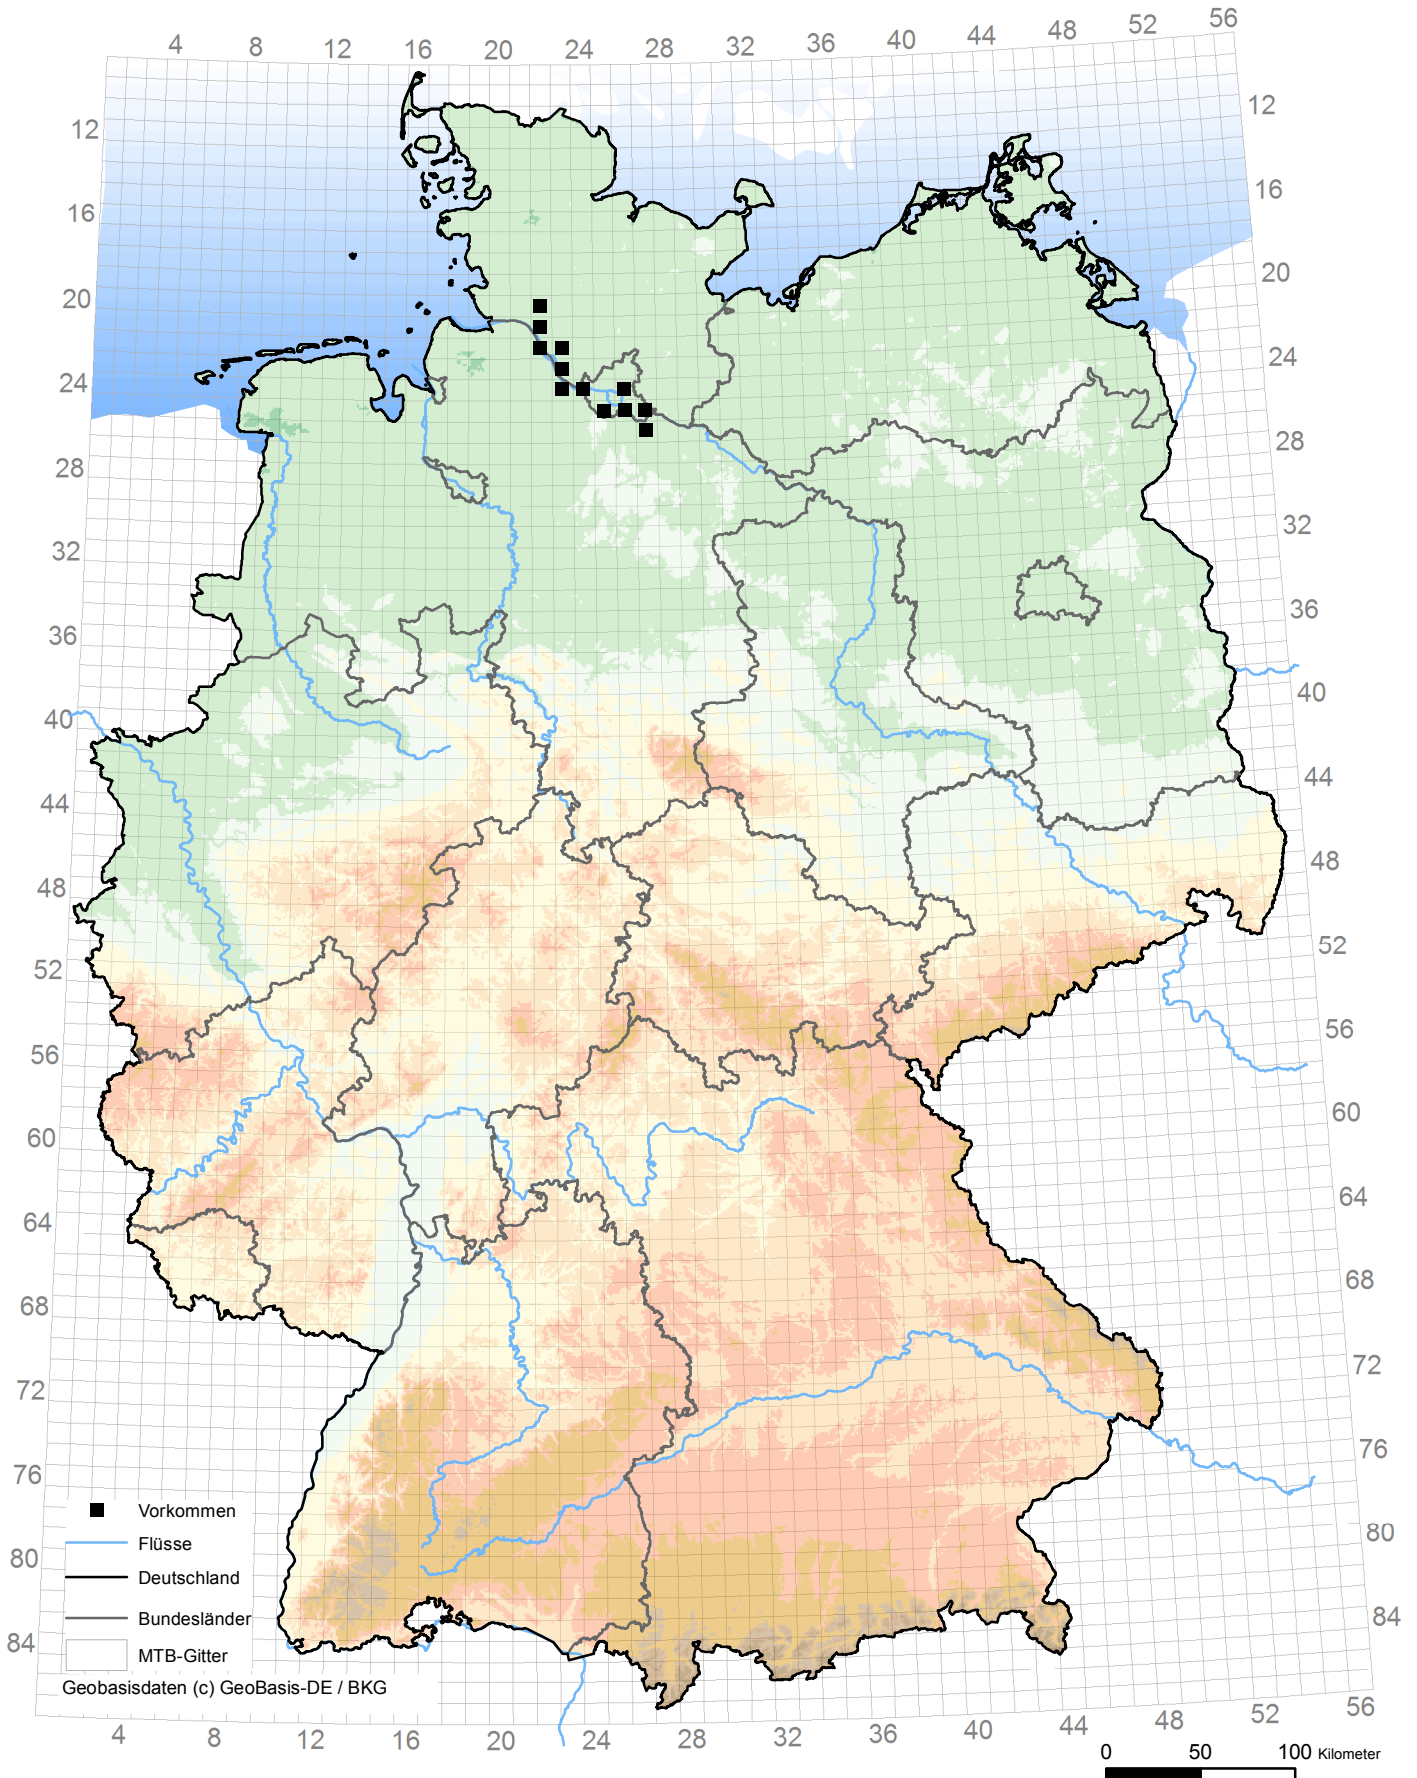 4 8 12 16 20 24 28 32 36 40 44 48 52 56
12 12
16 16
20 20
24 24
28 28
32 32
36 36
40 40
44 44
48 48
52 52
56 56
60 60
64 64
68 68
72 72
76 76
80 80
84 84
Vorkommen
Flüsse
Deutschland
Bundesländer
MTB-Gitter
Geobasisdaten (c) GeoBasis-DE / BKG
4 8 12 16 20 24 28 32 36 40 44 48 52 56
0 50 100 Kilometer